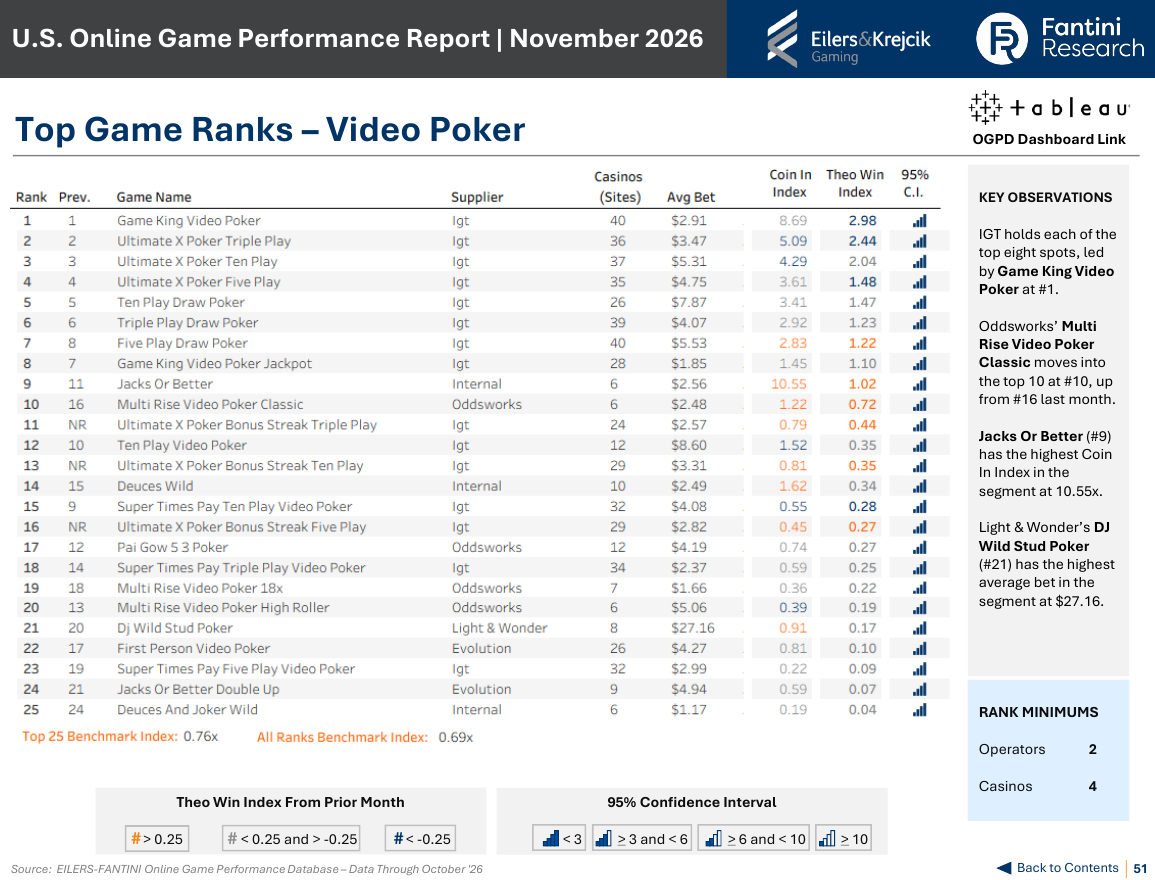 U.S. Online Game Performance Report | November 2026
Eilers&Krejcik
Gaming
Fantini
Research
Top Game Ranks – Video Poker
+ a b l e a u
OGPD Dashboard Link
Rank Prev. Game Name Supplier Casinos (Sites) Avg Bet Coin In Index Theo Win Index 95% C.I.
1 1 Game King Video Poker Igt 40 $2.91 8.69 2.98
2 2 Ultimate X Poker Triple Play Igt 36 $3.47 5.09 2.44
3 3 Ultimate X Poker Ten Play Igt 37 $5.31 4.29 2.04
4 4 Ultimate X Poker Five Play Igt 35 $4.75 3.61 1.48
5 5 Ten Play Draw Poker Igt 26 $7.87 3.41 1.47
6 6 Triple Play Draw Poker Igt 39 $4.07 2.92 1.23
7 8 Five Play Draw Poker Igt 40 $5.53 2.83 1.22
8 7 Game King Video Poker Jackpot Igt 28 $1.85 1.45 1.10
9 11 Jacks Or Better Internal 6 $2.56 10.55 1.02
10 16 Multi Rise Video Poker Classic Oddsworks 6 $2.48 1.22 0.72
11 NR Ultimate X Poker Bonus Streak Triple Play Igt 24 $2.57 0.79 0.44
12 10 Ten Play Video Poker Igt 12 $8.60 1.52 0.35
13 NR Ultimate X Poker Bonus Streak Ten Play Igt 29 $3.31 0.81 0.35
14 15 Deuces Wild Internal 10 $2.49 1.62 0.34
15 9 Super Times Pay Ten Play Video Poker Igt 32 $4.08 0.55 0.28
16 NR Ultimate X Poker Bonus Streak Five Play Igt 29 $2.82 0.45 0.27
17 12 Pai Gow 5 3 Poker Oddsworks 12 $4.19 0.74 0.27
18 14 Super Times Pay Triple Play Video Poker Igt 34 $2.37 0.59 0.25
19 18 Multi Rise Video Poker 18x Oddsworks 7 $1.66 0.36 0.22
20 13 Multi Rise Video Poker High Roller Oddsworks 6 $5.06 0.39 0.19
21 20 Dj Wild Stud Poker Light & Wonder 8 $27.16 0.91 0.17
22 17 First Person Video Poker Evolution 26 $4.27 0.81 0.10
23 19 Super Times Pay Five Play Video Poker Igt 32 $2.99 0.22 0.09
24 21 Jacks Or Better Double Up Evolution 9 $4.94 0.59 0.07
25 24 Deuces And Joker Wild Internal 6 $1.17 0.19 0.04
Top 25 Benchmark Index: 0.76x All Ranks Benchmark Index: 0.69x
KEY OBSERVATIONS
IGT holds each of the
top eight spots, led
by Game King Video
Poker at #1.
Oddsworks’ Multi
Rise Video Poker
Classic moves into
the top 10 at #10, up
from #16 last month.
Jacks Or Better (#9)
has the highest Coin
In Index in the
segment at 10.55x.
Light & Wonder’s DJ
Wild Stud Poker
(#21) has the highest
average bet in the
segment at $27.16.
RANK MINIMUMS
Operators 2
Casinos 4
Theo Win Index From Prior Month
# > 0.25 # < 0.25 and > -0.25 # < -0.25
95% Confidence Interval
< 3 ≥ 3 and < 6 ≥ 6 and < 10 ≥ 10
Source: EILERS-FANTINI Online Game Performance Database – Data Through October '26
Back to Contents 51